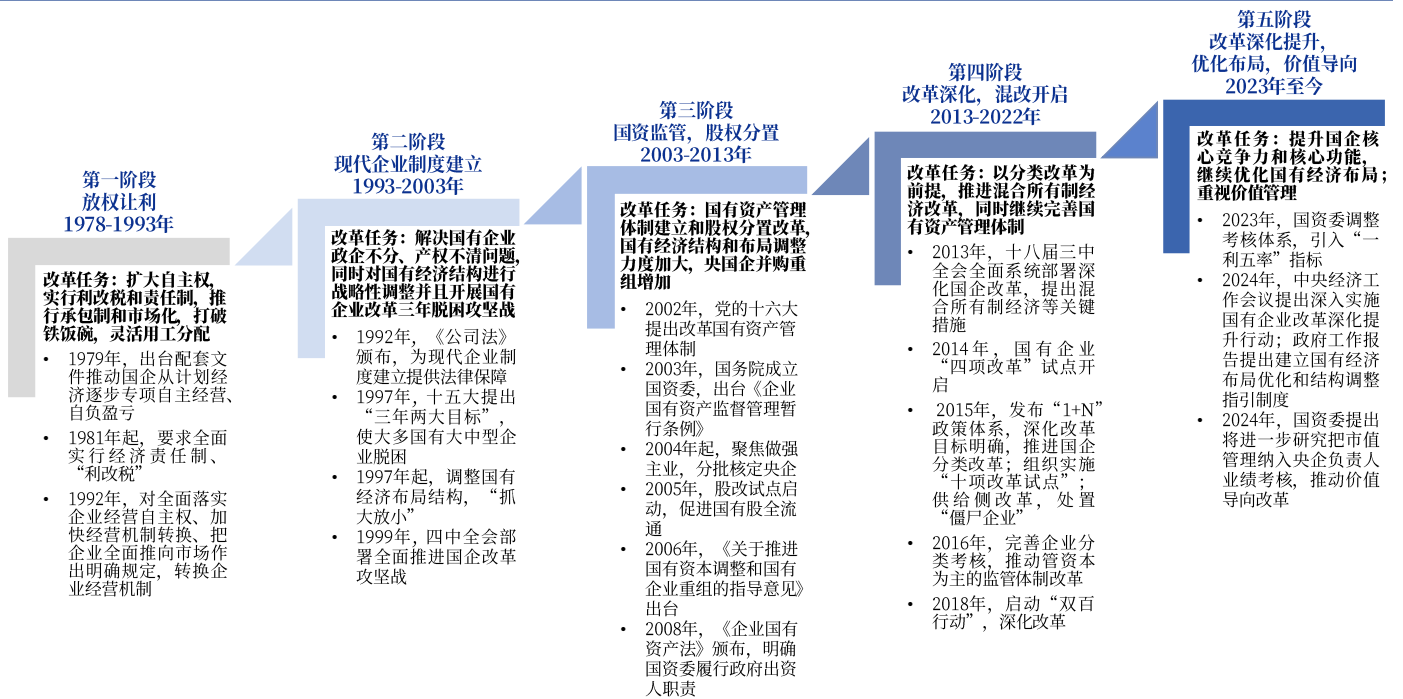 第一阶段
放权让利
1978-1993年
改革任务：扩大自主权，
实行利改税和责任制，推
行承包制和市场化，打破
铁饭碗，灵活用工分配
• 1979年，出台配套文
件推动国企从计划经
济逐步专项自主经营、
自负盈亏
• 1981年起，要求全面
实行经济责任制、
“利改税”
• 1992年，对全面落实
企业经营自主权、加
快经营机制转换、把
企业全面推向市场作
出明确规定，转换企
业经营机制
第二阶段
现代企业制度建立
1993-2003年
改革任务：解决国有企业
政企不分、产权不清问题，
同时对国有经济结构进行
战略性调整并且开展国有
企业改革三年脱困攻坚战
• 1992年，《公司法》
颁布，为现代企业制
度建立提供法律保障
• 1997年，十五大提出
“三年两大目标”，
使大多国有大中型企
业脱困
• 1997年起，调整国有
经济布局结构，“抓
大放小”
• 1999年，四中全会部
署全面推进国企改革
攻坚战
第三阶段
国资监管，股权分置
2003-2013年
改革任务：国有资产管理
体制建立和股权分置改革，
国有经济结构和布局调整
力度加大，央国企并购重
组增加
• 2002年，党的十六大
提出改革国有资产管
理体制
• 2003年，国务院成立
国资委，出台《企业
国有资产监督管理暂
行条例》
• 2004年起，聚焦做强
主业，分批核定央企
• 2005年，股改试点启
动，促进国有股全流
通
• 2006年，《关于推进
国有资本调整和国有
企业重组的指导意见》
出台
• 2008年，《企业国有
资产法》颁布，明确
国资委履行政府出资
人职责
第四阶段
改革深化，混改开启
2013-2022年
改革任务：以分类改革为
前提，推进混合所有制经
济改革，同时继续完善国
有资产管理体制
• 2013年，十八届三中
全会全面系统部署深
化国企改革，提出混
合所有制经济等关键
措施
• 2014年，国有企业
“四项改革”试点开
启
• 2015年，发布“1+N”
政策体系，深化改革
目标明确，推进国企
分类改革；组织实施
“十项改革试点”；
供给侧改革，处置
“僵尸企业”
• 2016年，完善企业分
类考核，推动管资本
为主的监管体制改革
• 2018年，启动“双百
行动”，深化改革
第五阶段
改革深化提升，
优化布局，价值导向
2023年至今
改革任务：提升国企核
心竞争力和核心功能，
继续优化国有经济布局；
重视价值管理
• 2023年，国资委调整
考核体系，引入“一
利五率”指标
• 2024年，中央经济工
作会议提出深入实施
国有企业改革深化提
升行动；政府工作报
告提出建立国有经济
布局优化和结构调整
指引制度
• 2024年，国资委提出
将进一步研究把市值
管理纳入央企负责人
业绩考核，推动价值
导向改革